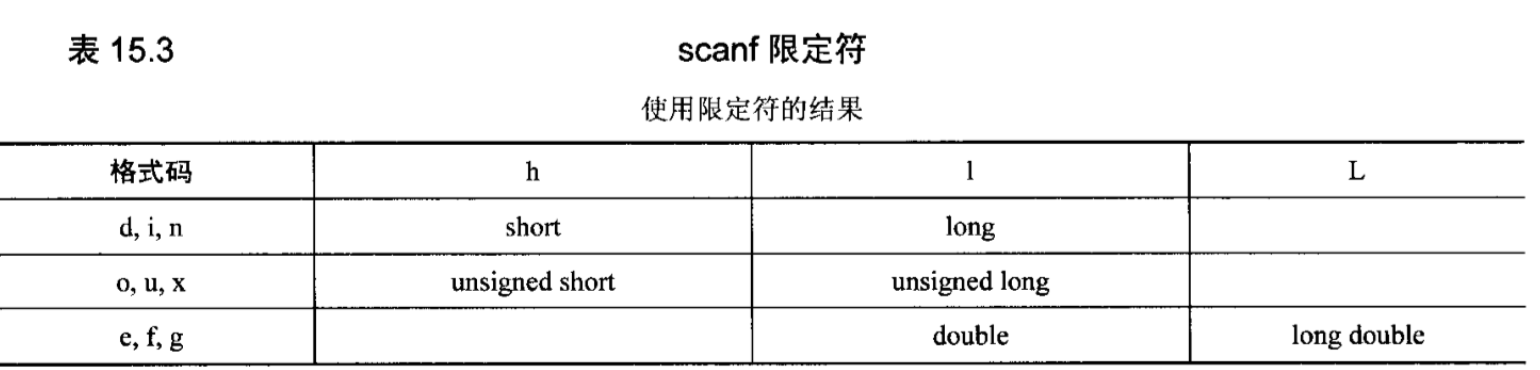 表 15.3 scanf 限定符
使用限定符的结果
格式码 h l L
d, i, n short long
o, u, x unsigned short unsigned long
e, f, g double long double